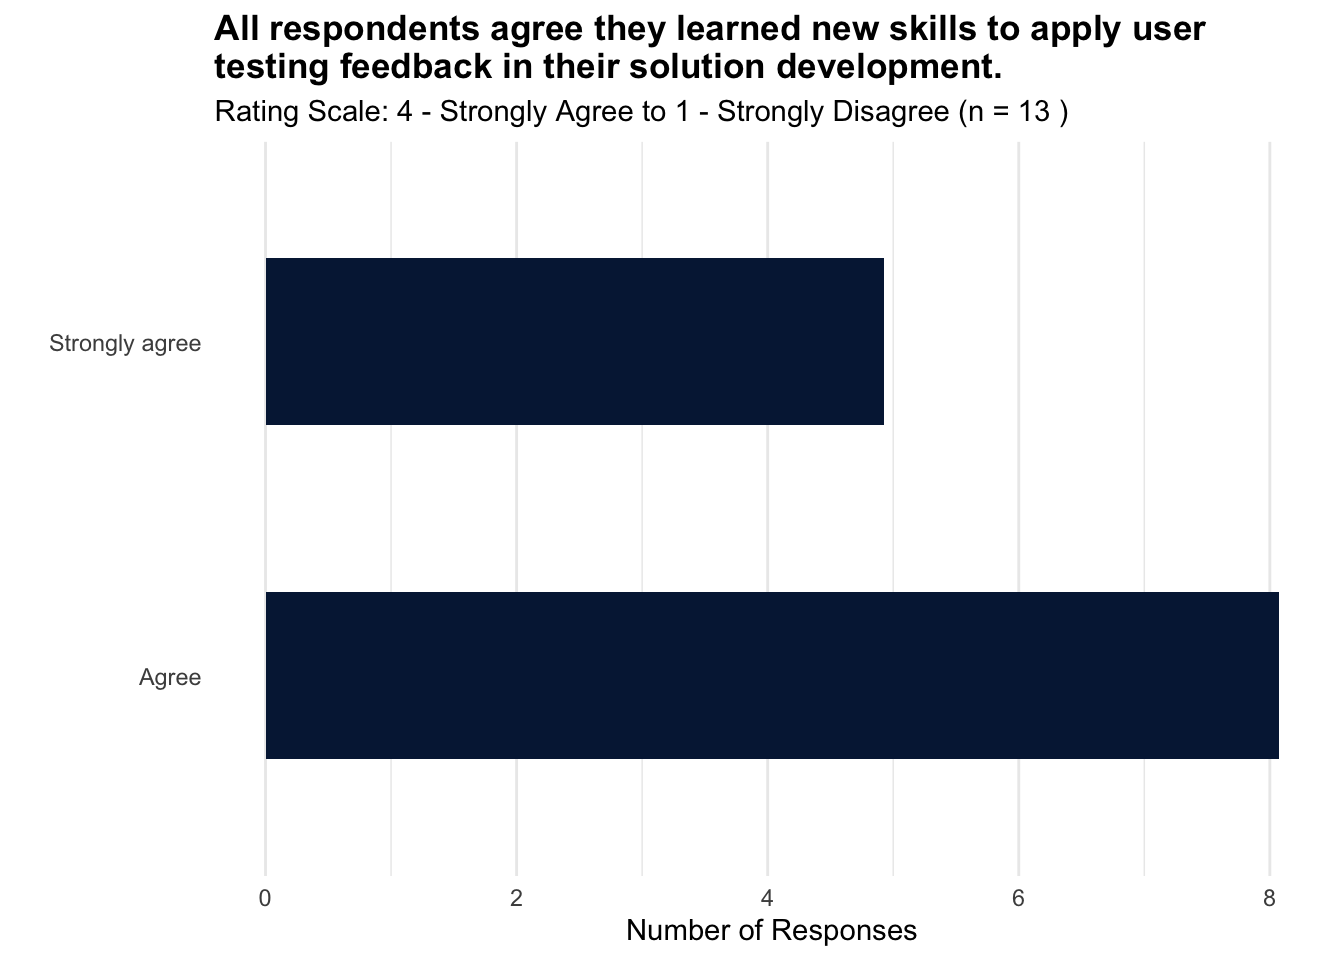 All respondents agree they learned new skills to apply user
testing feedback in their solution development.
Rating Scale: 4 - Strongly Agree to 1 - Strongly Disagree (n = 13 )
Strongly agree
Agree
0 2 4 6 8
Number of Responses